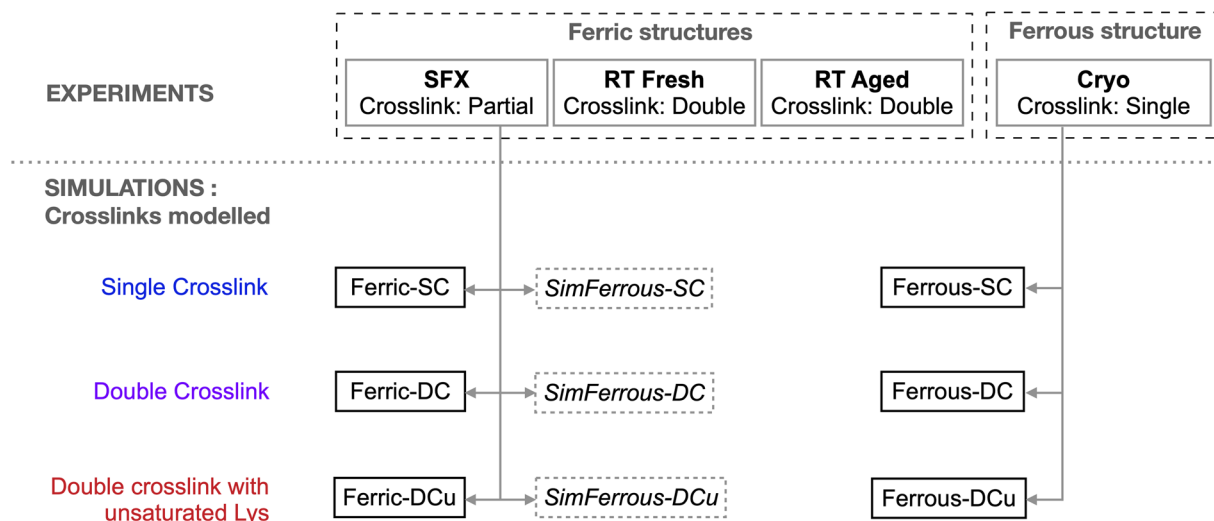 Ferric structures
Ferrous structure
EXPERIMENTS
SFX
Crosslink: Partial
RT Fresh
Crosslink: Double
RT Aged
Crosslink: Double
Cryo
Crosslink: Single
SIMULATIONS :
Crosslinks modelled
Single Crosslink
Ferric-SC
SimFerrous-SC
Ferrous-SC
Double Crosslink
Ferric-DC
SimFerrous-DC
Ferrous-DC
Double crosslink with
unsaturated Lys
Ferric-DCu
SimFerrous-DCu
Ferrous-DCu